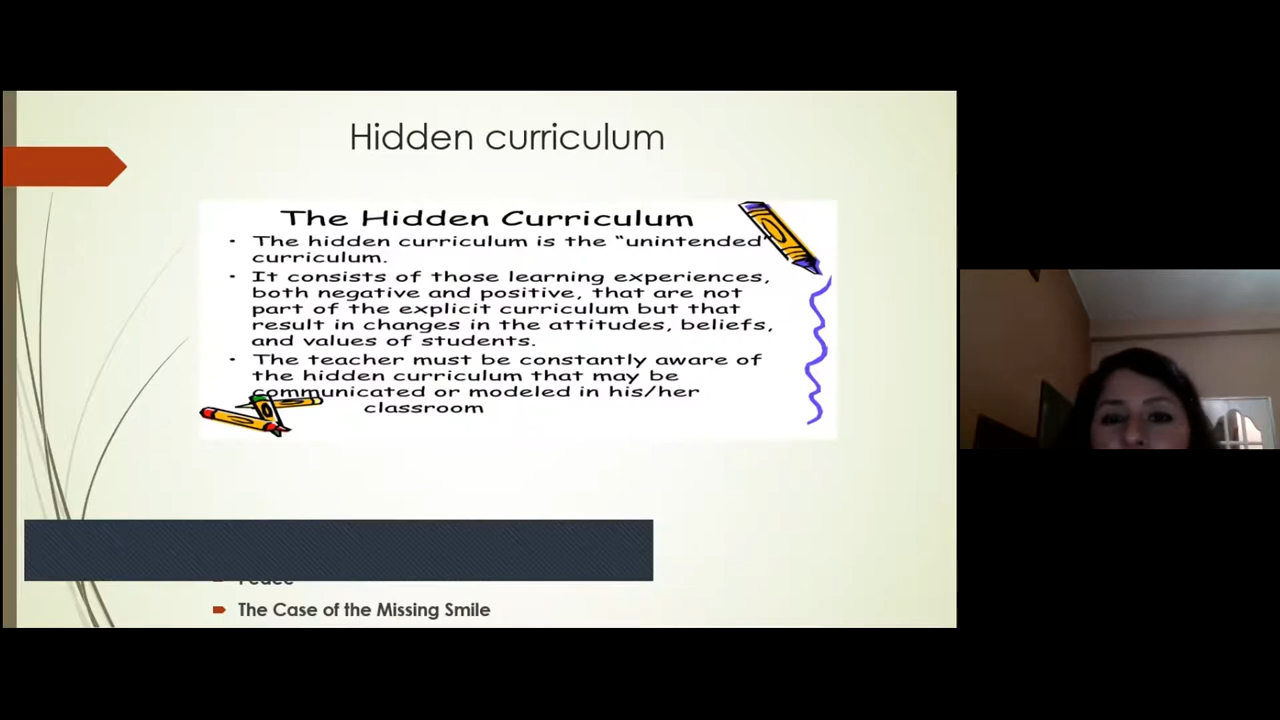 Hidden curriculum
The Hidden Curriculum
• The hidden curriculum is the “unintended”
curriculum.
• It consists of those learning experiences,
both negative and positive, that are not
part of the explicit curriculum but that
result in changes in the attitudes, beliefs,
and values of students.
• The teacher must be constantly aware of
the hidden curriculum that may be
communicated or modeled in his/her
classroom
The Case of the Missing Smile